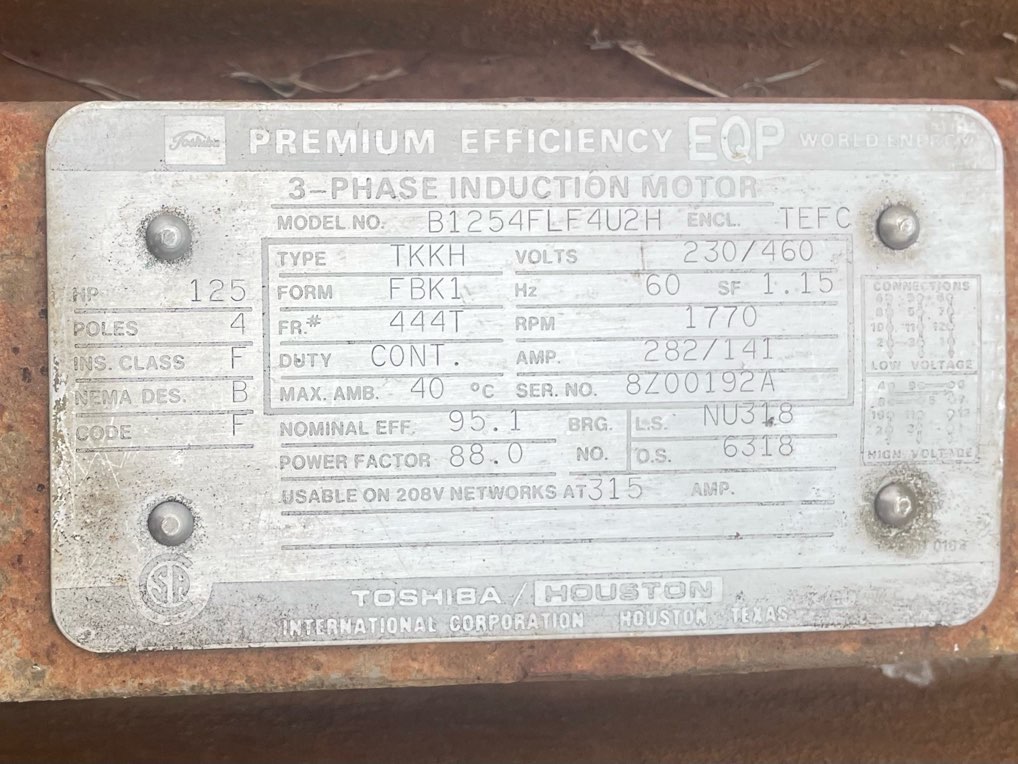 Toshiba PREMIUM EFFICIENCY EQP WORLD ENERGY
3-PHASE INDUCTION MOTOR
MODEL NO. B1254FLF4U2H ENCL. TEFC
TYPE TKKH VOLTS 230/460
HP 125 FORM FBK1 Hz 60 SF 1.15
POLES 4 FR.# 444T RPM 1770
INS. CLASS F DUTY CONT. AMP. 282/141
NEMA DES. B MAX. AMB. 40 °C SER. NO. 8Z00192A
CODE F NOMINAL EFF. 95.1 BRG. L.S. NU318
POWER FACTOR 88.0 NO. O.S. 6318
USABLE ON 208V NETWORKS AT 315 AMP.
CONNECTIONS
LOW VOLTAGE
HIGH VOLTAGE
SA
TOSHIBA/HOUSTON
INTERNATIONAL CORPORATION HOUSTON, TEXAS